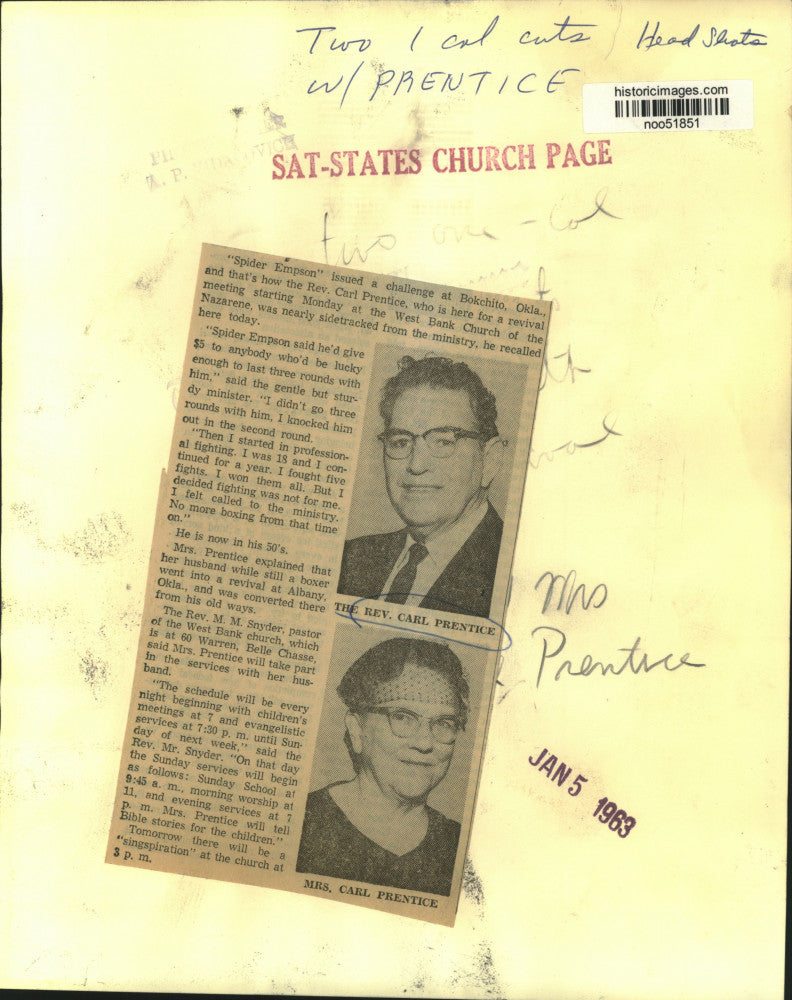 Two 1 col cuts / Head Shots
w/ PRENTICE
historicimages.com
noo51851
SAT-STATES CHURCH PAGE
two one-Col
"Spider Empson" issued a challenge at Bokchito, Okla.,
and that's how the Rev. Carl Prentice, who is here for a revival
meeting starting Monday at the West Bank Church of the
Nazarene, was nearly sidetracked from the ministry, he recalled
here today.
"Spider Empson said he'd give
$5 to anybody who'd be lucky
enough to last three rounds with
him," said the gentle but stur-
dy minister. "I didn't go three
rounds with him, I knocked him
out in the second round.
"Then I started in profession-
al fighting. I was 18 and I con-
tinued for a year. I fought five
fights. I won them all. But I
decided fighting was not for me.
I felt called to the ministry.
No more boxing from that time
on."
He is now in his 50's.
Mrs. Prentice explained that
her husband while still a boxer
went into a revival at Albany,
Okla., and was converted there
from his old ways.
The Rev. M. M. Snyder, pastor
of the West Bank church, which
is at 60 Warren, Belle Chasse,
said Mrs. Prentice will take part
in the services with her hus-
band.
"The schedule will be every
night beginning with children's
meetings at 7 and evangelistic
services at 7:30 p. m. until Sun-
day of next week," said the
Rev. Mr. Snyder. "On that day
the Sunday services will begin
as follows: Sunday School at
9:45 a. m., morning worship at
11, and evening services at 7
p. m. Mrs. Prentice will tell
Bible stories for the children."
Tomorrow there will be a
"singspiration" at the church at
3 p. m.
THE REV. CARL PRENTICE
MRS. CARL PRENTICE
Mrs
Prentice
JAN 5 1963